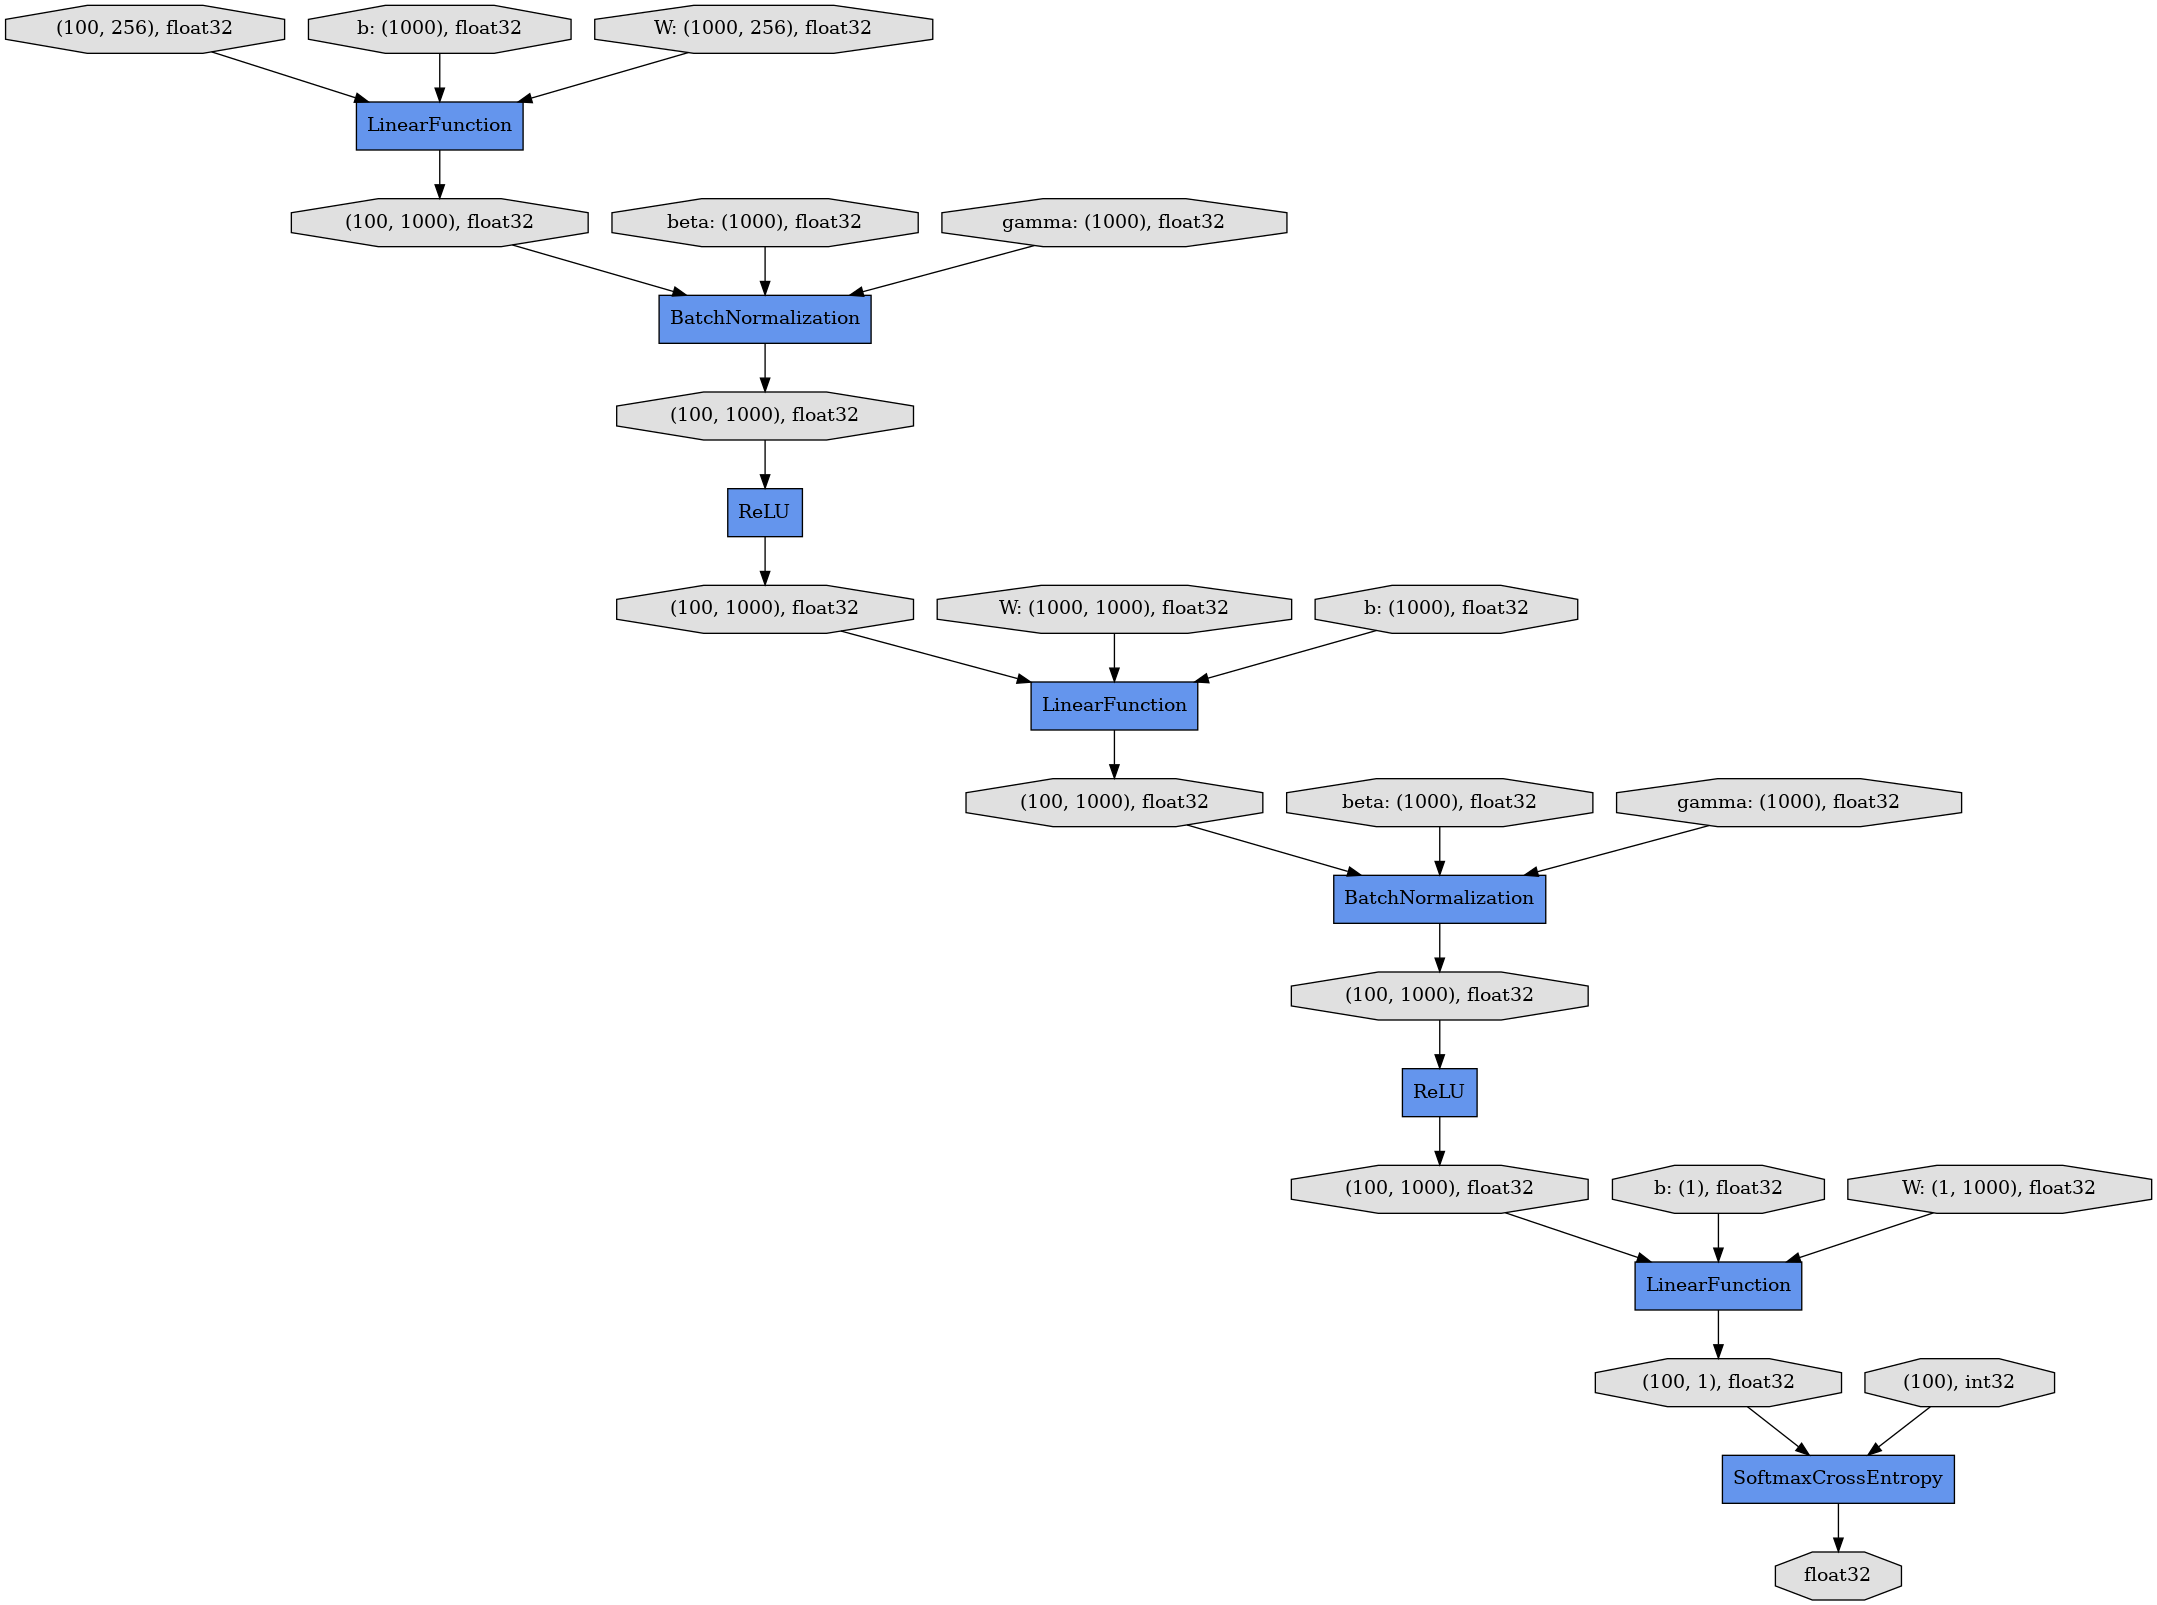 (100, 256), float32
b: (1000), float32
W: (1000, 256), float32
LinearFunction
(100, 1000), float32
beta: (1000), float32
gamma: (1000), float32
BatchNormalization
(100, 1000), float32
ReLU
(100, 1000), float32
W: (1000, 1000), float32
b: (1000), float32
LinearFunction
(100, 1000), float32
beta: (1000), float32
gamma: (1000), float32
BatchNormalization
(100, 1000), float32
ReLU
(100, 1000), float32
b: (1), float32
W: (1, 1000), float32
LinearFunction
(100, 1), float32
(100), int32
SoftmaxCrossEntropy
float32